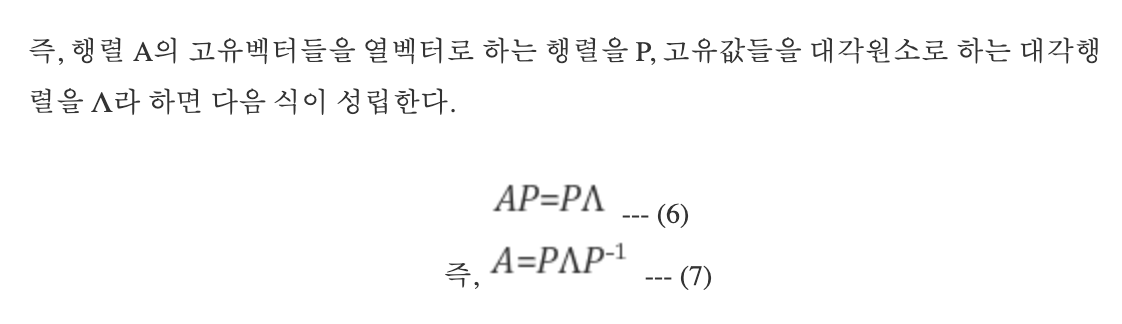 즉, 행렬 A의 고유벡터들을 열벡터로 하는 행렬을 P, 고유값들을 대각원소로 하는 대각행
렬을 Λ라 하면 다음 식이 성립한다.
AP=PΛ --- (6)
즉, A=PΛP⁻¹ --- (7)